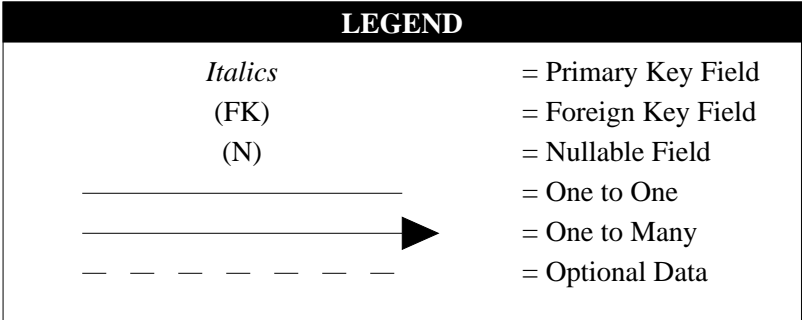 LEGEND
Italics = Primary Key Field
(FK) = Foreign Key Field
(N) = Nullable Field
= One to One
= One to Many
= Optional Data